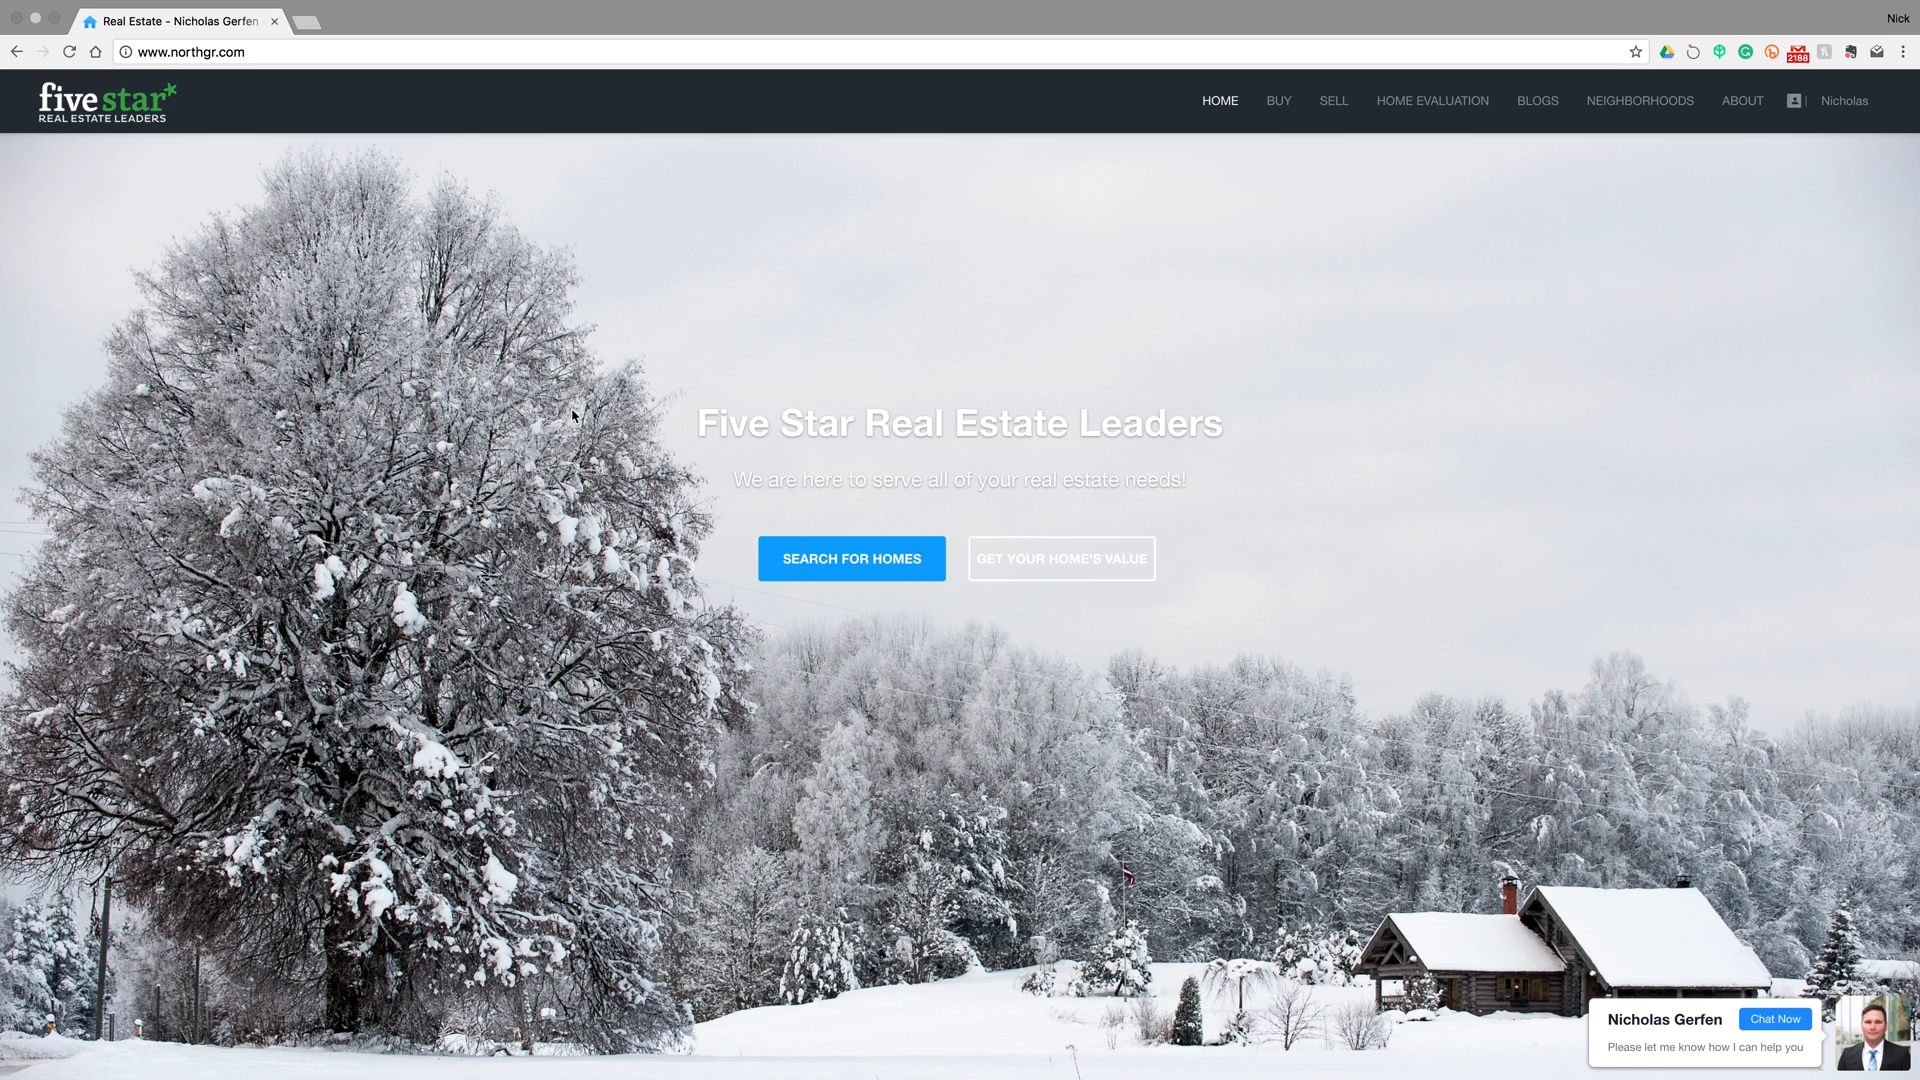 Real Estate - Nicholas Gerfen
Nick
www.northgr.com
2188
five star*
REAL ESTATE LEADERS
HOME BUY SELL HOME EVALUATION BLOGS NEIGHBORHOODS ABOUT | Nicholas
Five Star Real Estate Leaders
We are here to serve all of your real estate needs!
SEARCH FOR HOMES GET YOUR HOME'S VALUE
Nicholas Gerfen Chat Now
Please let me know how I can help you